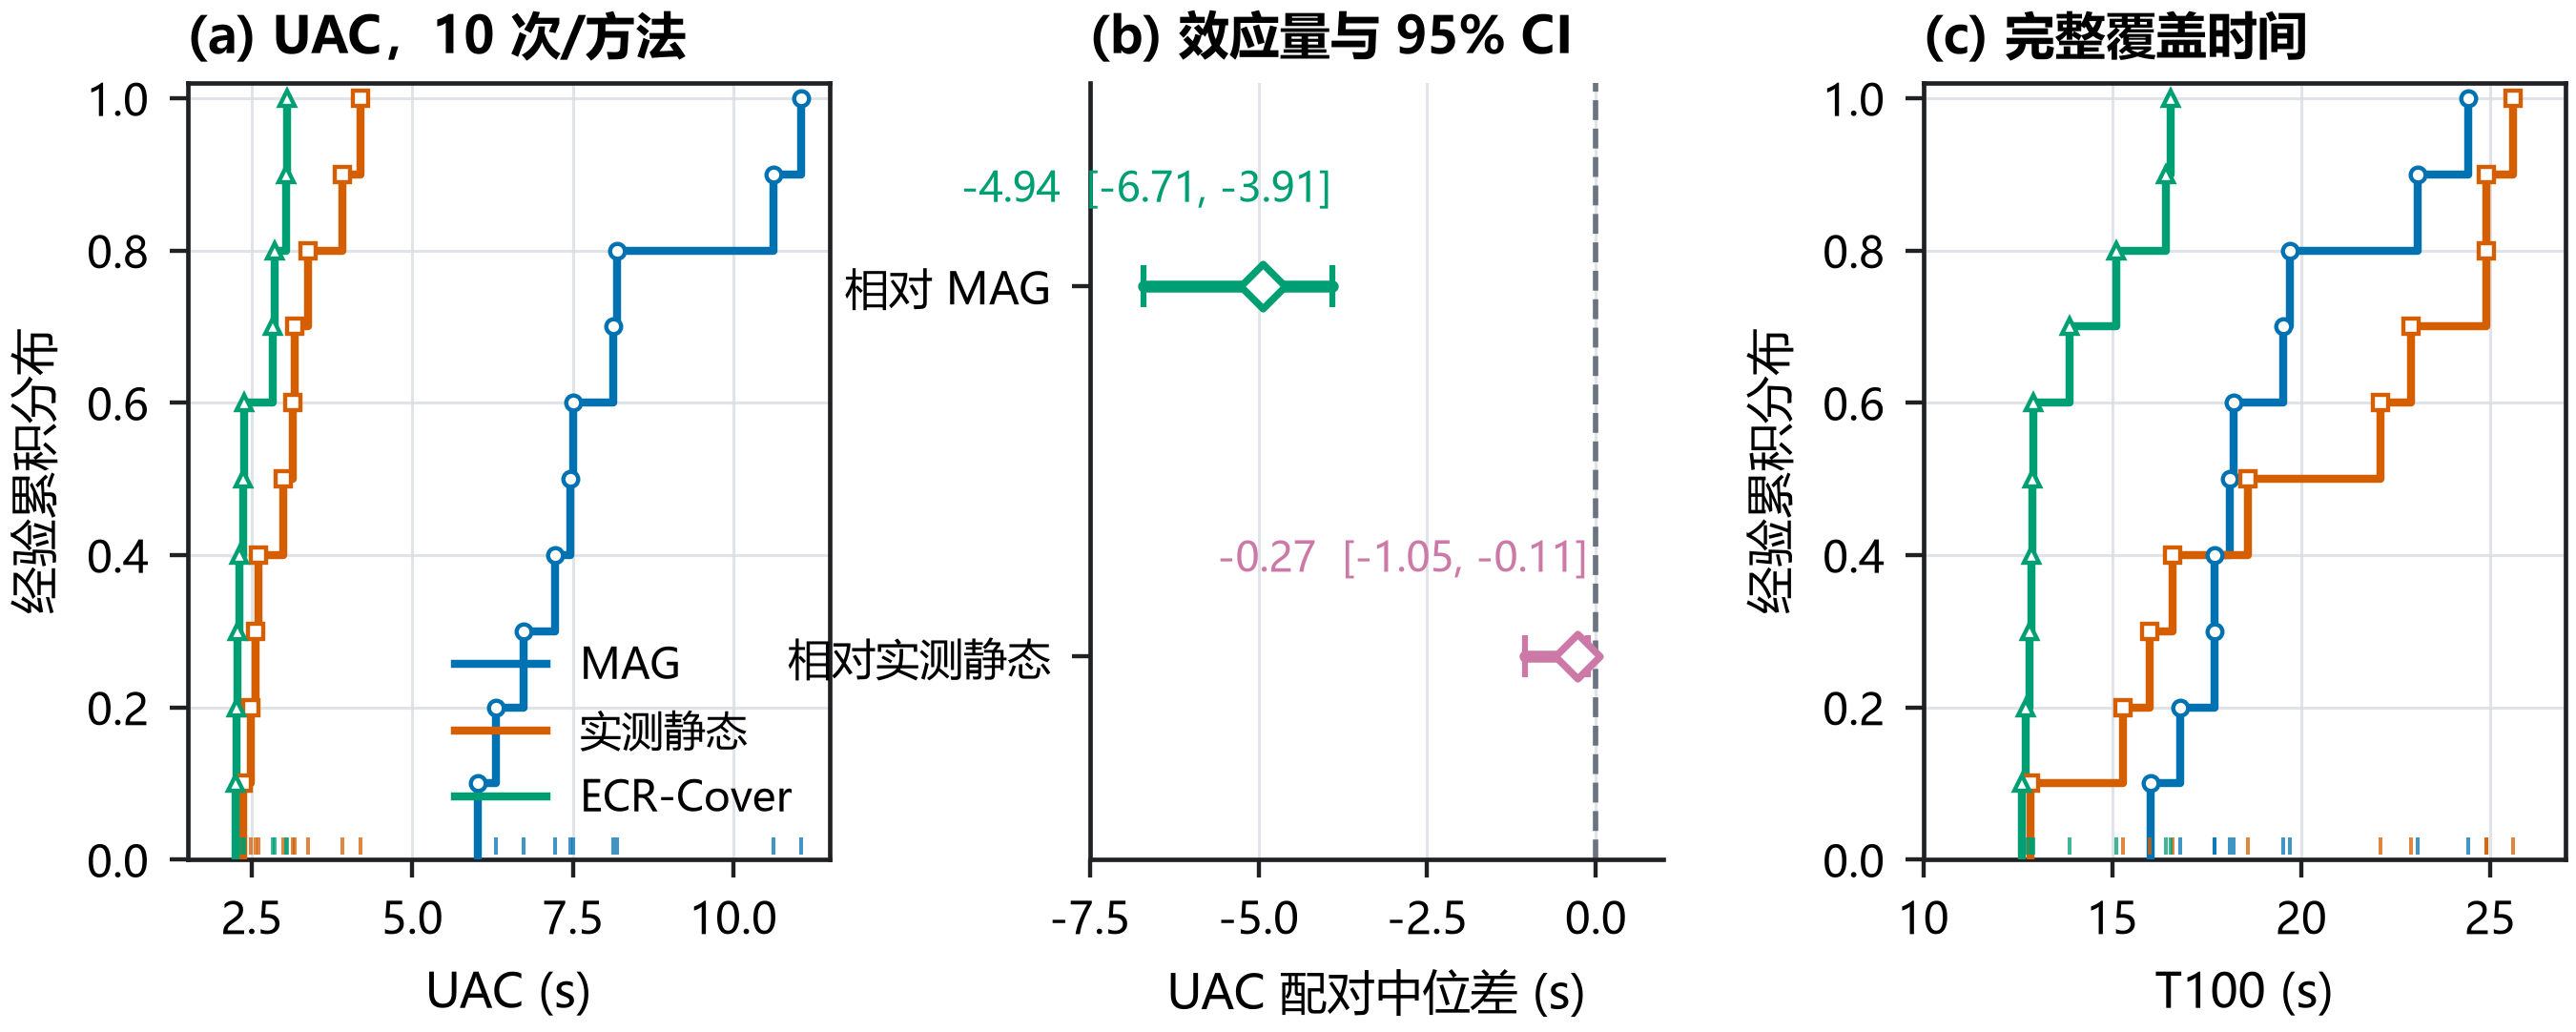 (a) UAC，10 次/方法
经验累积分布
1.0
0.8
0.6
0.4
0.2
0.0
MAG
实测静态
ECR-Cover
2.5
5.0
7.5
10.0
UAC (s)
(b) 效应量与 95% CI
-4.94 [-6.71, -3.91]
相对 MAG
-0.27 [-1.05, -0.11]
相对实测静态
-7.5
-5.0
-2.5
0.0
UAC 配对中位差 (s)
(c) 完整覆盖时间
经验累积分布
1.0
0.8
0.6
0.4
0.2
0.0
10
15
20
25
T100 (s)